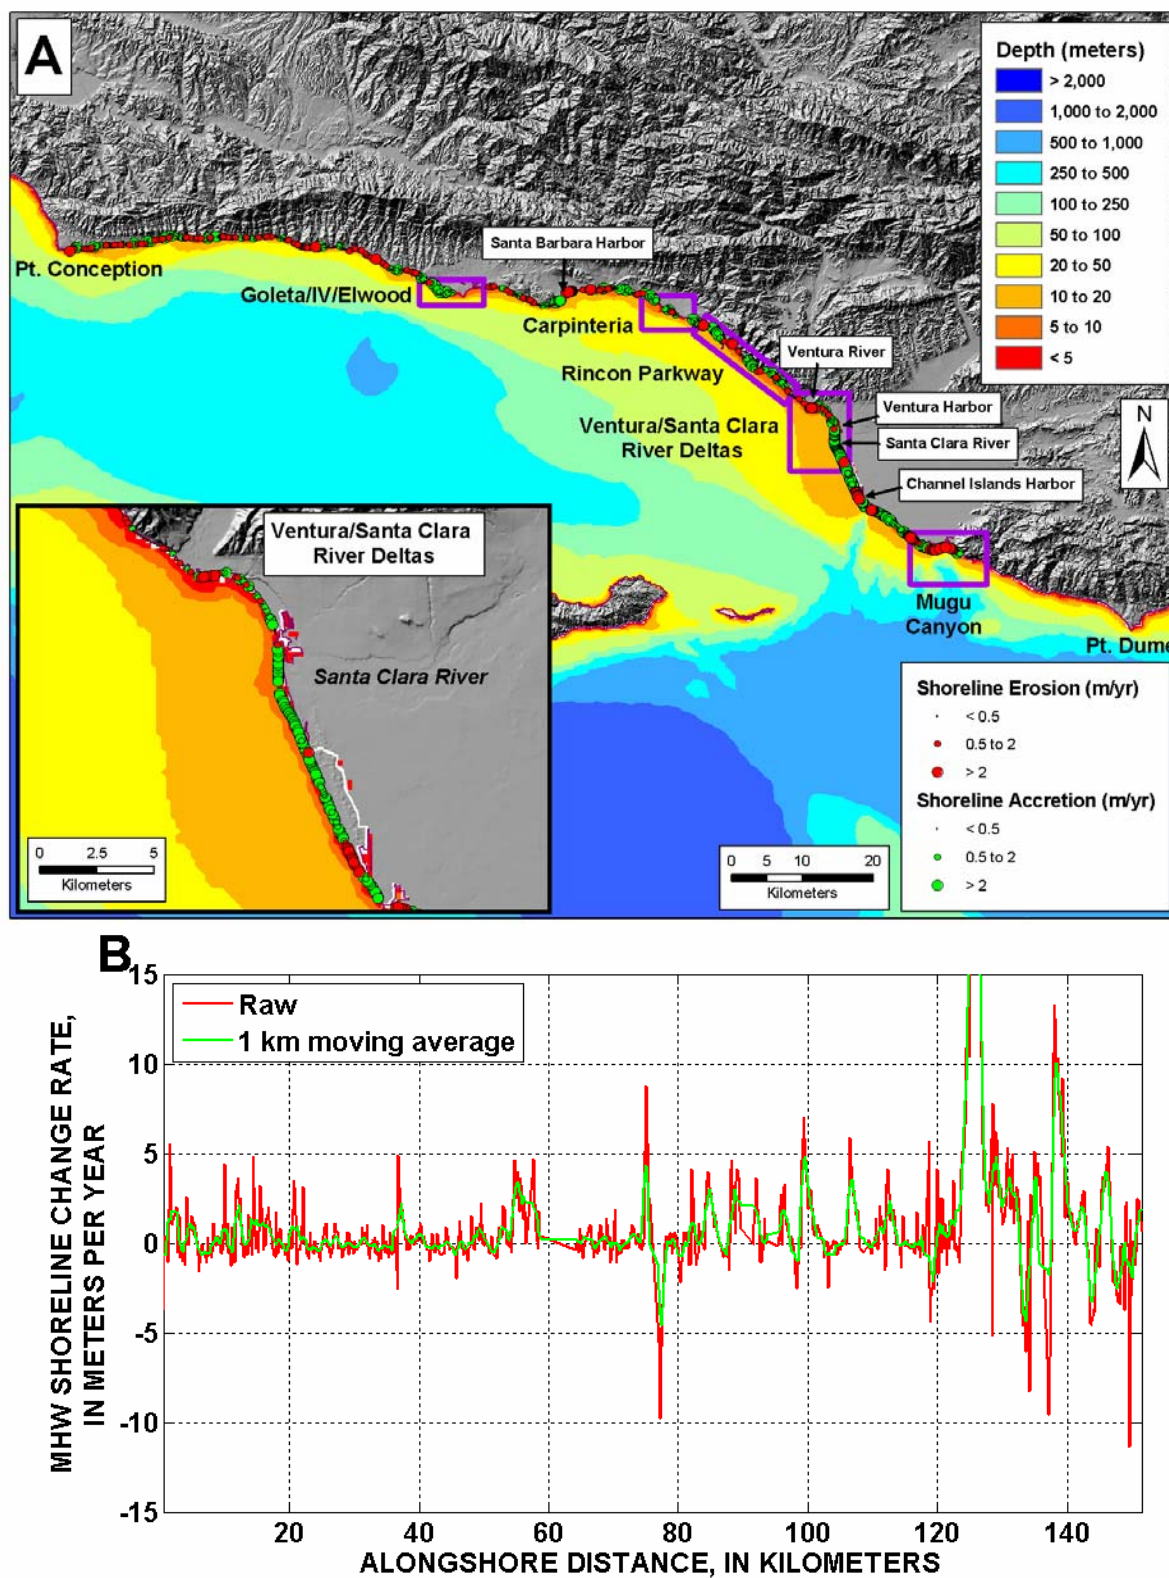 A
Depth (meters)
> 2,000
1,000 to 2,000
500 to 1,000
250 to 500
100 to 250
50 to 100
20 to 50
10 to 20
5 to 10
< 5
N
Santa Barbara Harbor
Pt. Conception
Goleta/IV/Elwood
Carpinteria
Ventura River
Rincon Parkway
Ventura Harbor
Ventura/Santa Clara
River Deltas
Santa Clara River
Channel Islands Harbor
Mugu
Canyon
Pt. Dume
Ventura/Santa Clara
River Deltas
Santa Clara River
0 2.5 5
Kilometers
0 5 10 20
Kilometers
Shoreline Erosion (m/yr)
< 0.5
0.5 to 2
> 2
Shoreline Accretion (m/yr)
< 0.5
0.5 to 2
> 2
B
15
10
5
0
-5
-10
-15
Raw
1 km moving average
MHW SHORELINE CHANGE RATE,
IN METERS PER YEAR
20 40 60 80 100 120 140
ALONGSHORE DISTANCE, IN KILOMETERS